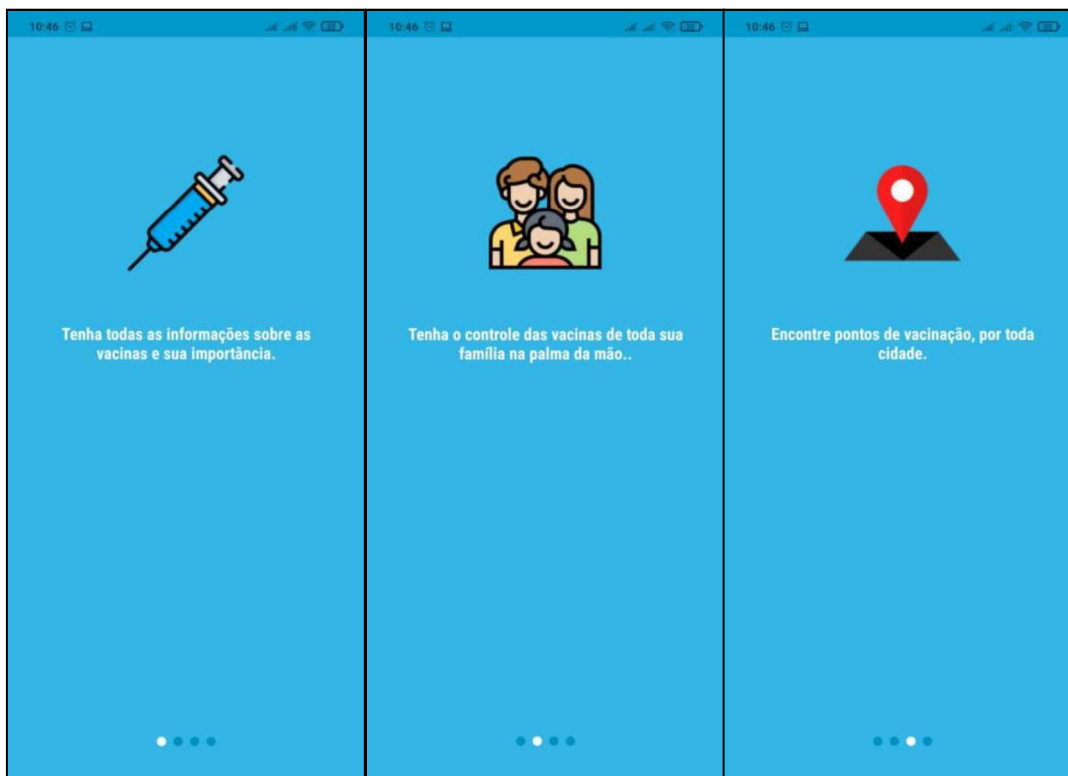 10:46
Tenha todas as informações sobre as
vacinas e sua importância.
10:46
Tenha o controle das vacinas de toda sua
família na palma da mão..
10:46
Encontre pontos de vacinação, por toda
cidade.